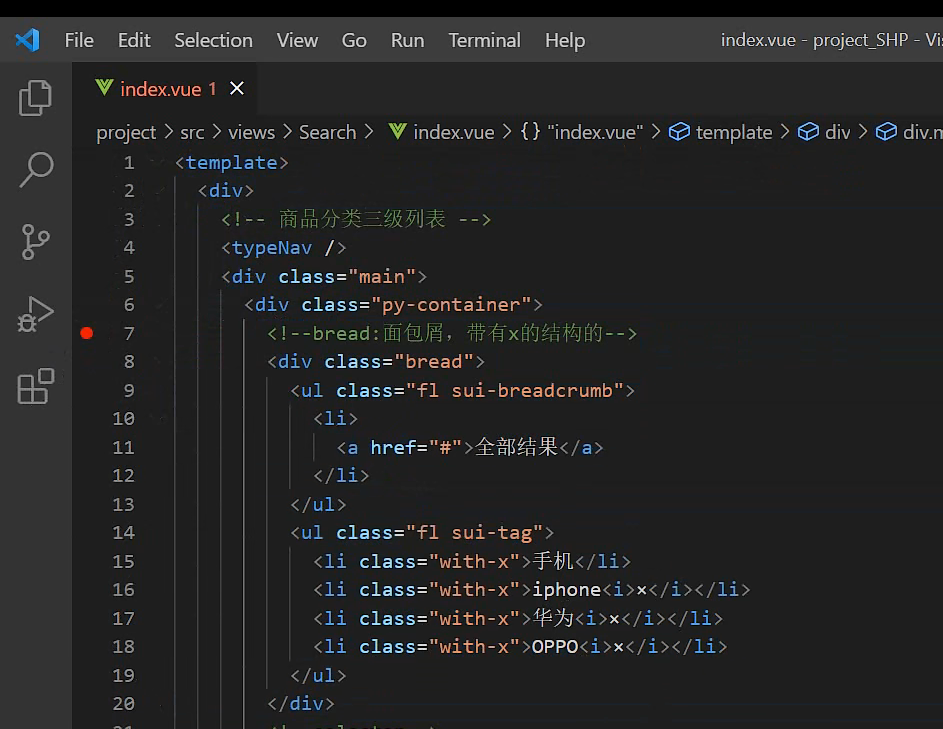 File Edit Selection View Go Run Terminal Help index.vue - project_SHP - Vi
index.vue 1 ×
project > src > views > Search > index.vue > {} "index.vue" > template > div > div.m
1 <template>
2 <div>
3 <!-- 商品分类三级列表 -->
4 <typeNav />
5 <div class="main">
6 <div class="py-container">
7 <!--bread:面包屑，带有x的结构的-->
8 <div class="bread">
9 <ul class="fl sui-breadcrumb">
10 <li>
11 <a href="#">全部结果</a>
12 </li>
13 </ul>
14 <ul class="fl sui-tag">
15 <li class="with-x">手机</li>
16 <li class="with-x">iphone<i>×</i></li>
17 <li class="with-x">华为<i>×</i></li>
18 <li class="with-x">OPPO<i>×</i></li>
19 </ul>
20 </div>